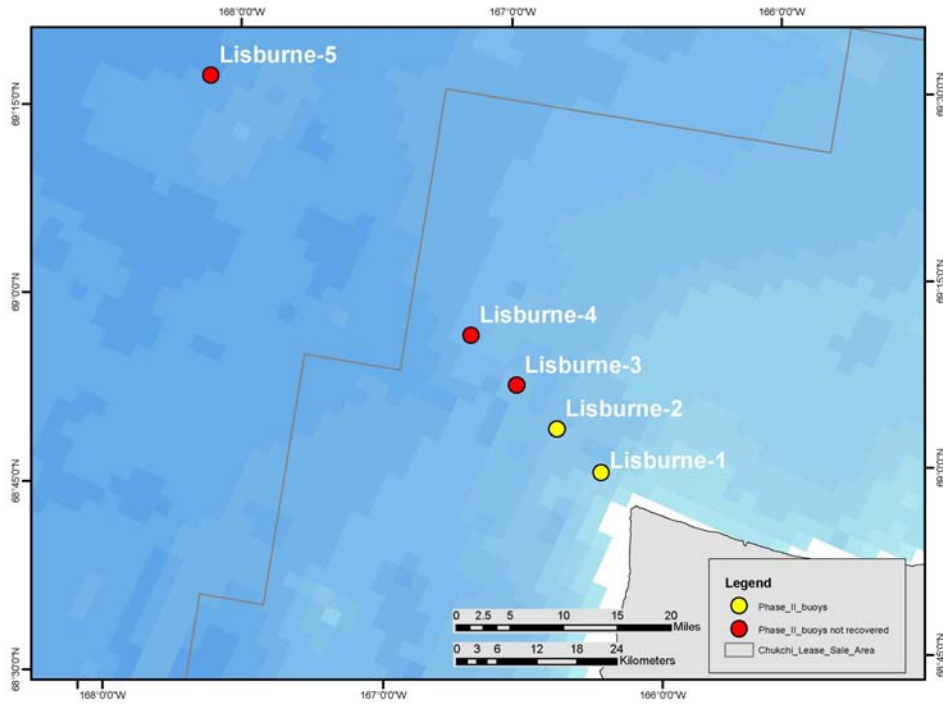 168°0'0"W 167°0'0"W 166°0'0"W
Lisburne-5
69°15'0"N
69°30'0"N
69°0'0"N
69°15'0"N
Lisburne-4
Lisburne-3
Lisburne-2
Lisburne-1
68°45'0"N
69°0'0"N
Legend
Phase_II_buoys
Phase_II_buoys not recovered
Chukchi_Lease_Sale_Area
0 2.5 5 10 15 20
Miles
0 3 6 12 18 24
Kilometers
68°30'0"N
68°45'0"N
168°0'0"W 167°0'0"W 166°0'0"W